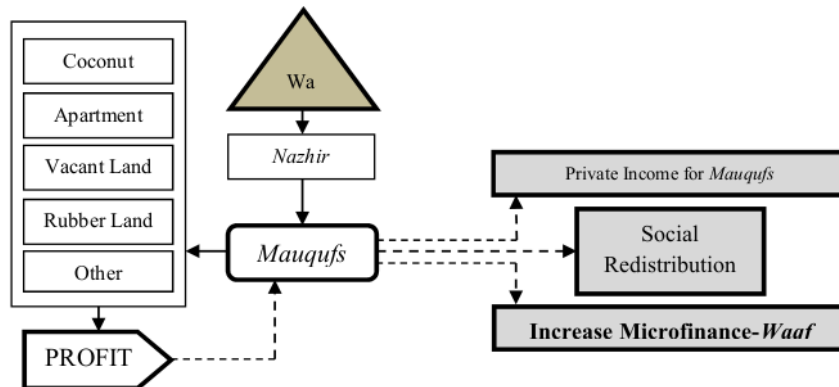 Coconut
Apartment
Vacant Land
Rubber Land
Other
PROFIT
Wa
Nazhir
Mauqufs
Private Income for Mauqufs
Social
Redistribution
Increase Microfinance-Waaf